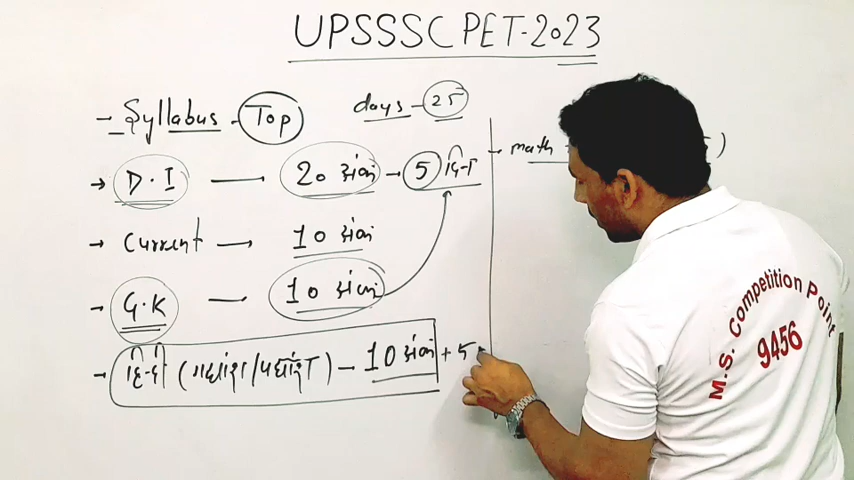 UPSSSC PET-2023
- Syllabus - Top
days - 25
→ D.I — 20 अंक - 5 दिन
- math
→ Current — 10 अंक
- G.K — 10 अंक
- हिन्दी (गद्यांश/पद्यांश) - 10 अंक + 5
M.S. Competition Point
9456